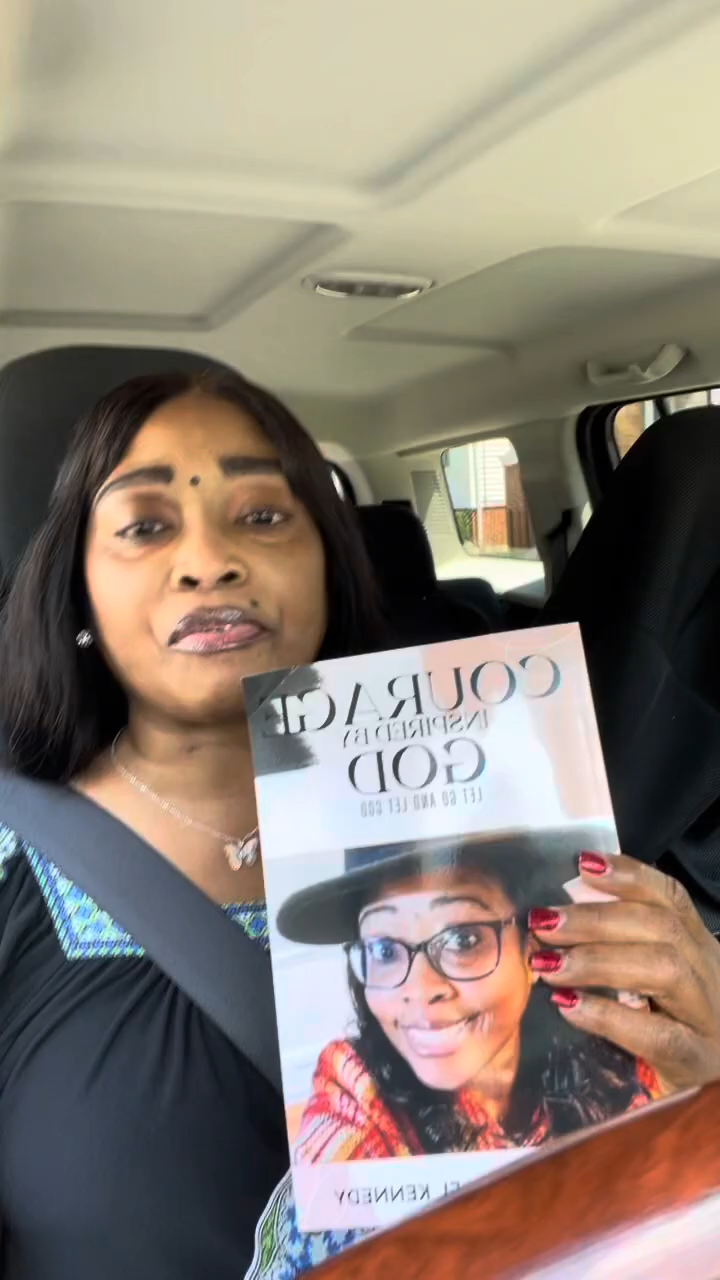 COURAGE
INSPIRED BY
GOD
LET GO AND LET GOD
KENNEDY